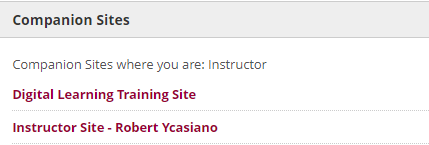 Companion Sites
Companion Sites where you are: Instructor
Digital Learning Training Site
Instructor Site - Robert Ycasiano